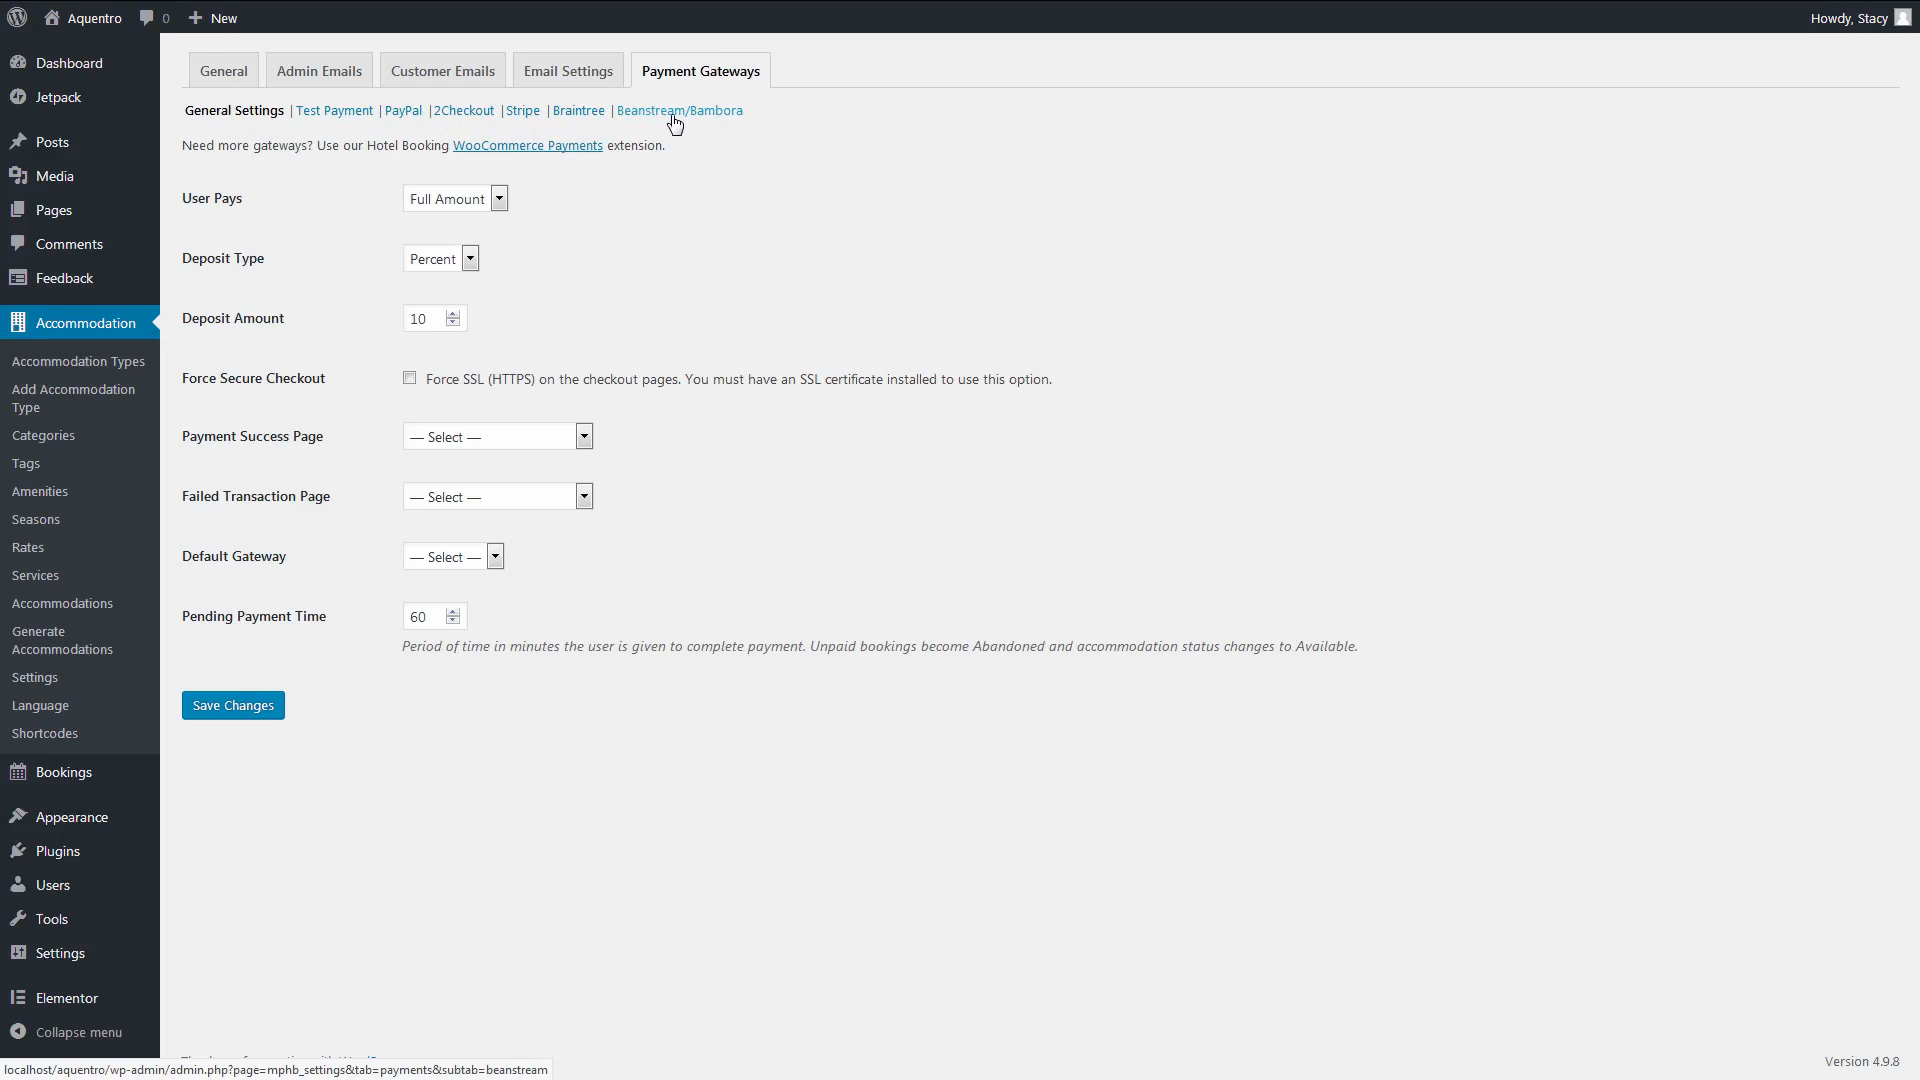 Aquentro 0 New Howdy, Stacy
Dashboard
Jetpack
Posts
Media
Pages
Comments
Feedback
Accommodation
Accommodation Types
Add Accommodation
Type
Categories
Tags
Amenities
Seasons
Rates
Services
Accommodations
Generate
Accommodations
Settings
Language
Shortcodes
Bookings
Appearance
Plugins
Users
Tools
Settings
Elementor
Collapse menu
General Admin Emails Customer Emails Email Settings Payment Gateways
General Settings | Test Payment | PayPal | 2Checkout | Stripe | Braintree | Beanstream/Bambora
Need more gateways? Use our Hotel Booking WooCommerce Payments extension.
User Pays Full Amount
Deposit Type Percent
Deposit Amount 10
Force Secure Checkout Force SSL (HTTPS) on the checkout pages. You must have an SSL certificate installed to use this option.
Payment Success Page — Select —
Failed Transaction Page — Select —
Default Gateway — Select —
Pending Payment Time 60
Period of time in minutes the user is given to complete payment. Unpaid bookings become Abandoned and accommodation status changes to Available.
Save Changes
Version 4.9.8
localhost/aquentro/wp-admin/admin.php?page=mphb_settings&tab=payments&subtab=beanstream